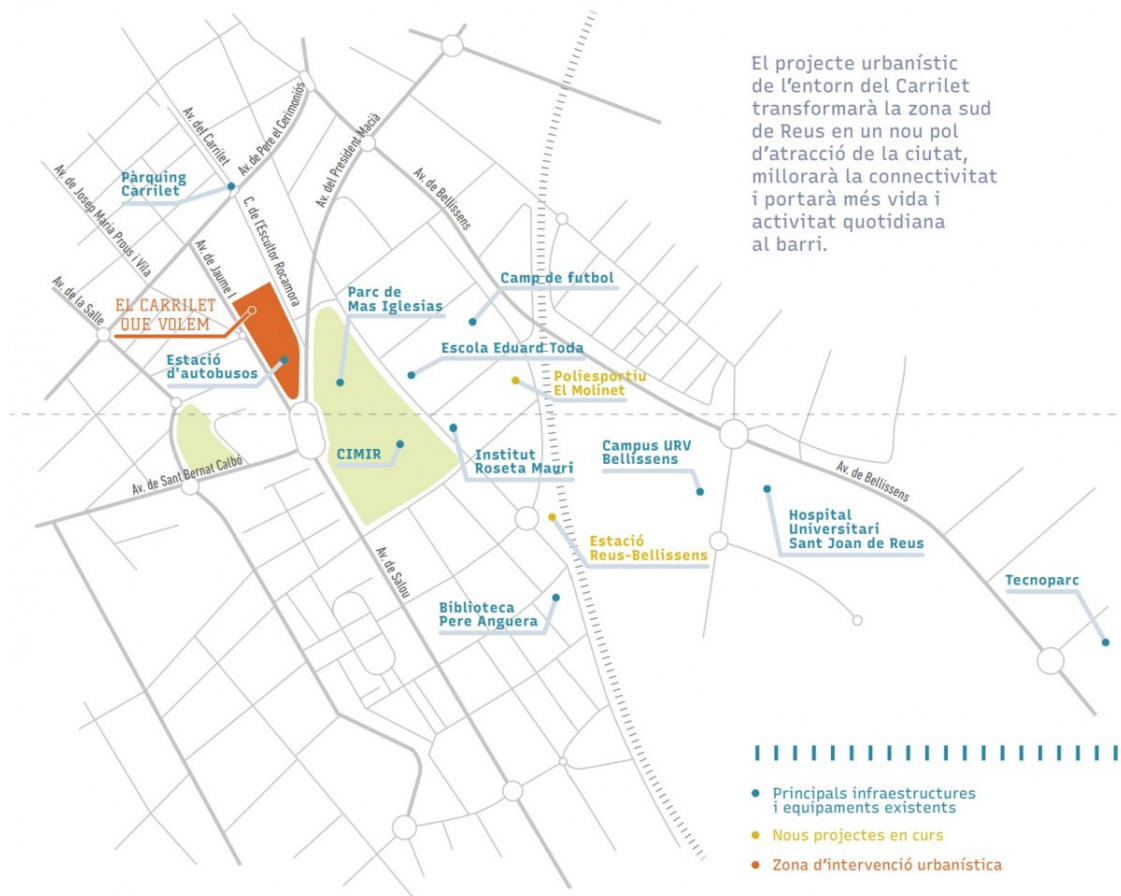 El projecte urbanístic
de l'entorn del Carrilet
transformarà la zona sud
de Reus en un nou pol
d'atracció de la ciutat,
millorarà la connectivitat
i portarà més vida i
activitat quotidiana
al barri.
Av. del Carrilet
Av. de Pere el Cerimoniós
Av. del President Macià
Av. de Bellissens
Pàrquing
Carrilet
Av. de Josep Maria Prous i Vila
C. de l'Escultor Rocamora
Av. de Jaume I
Av. de la Salle
EL CARRILET
QUE VOLEM
Parc de
Mas Iglesias
Camp de futbol
Estació
d'autobusos
Escola Eduard Toda
Poliesportiu
El Molinet
CIMIR
Institut
Roseta Mauri
Campus URV
Bellissens
Av. de Sant Bernat Calbó
Av. de Bellissens
Hospital
Universitari
Sant Joan de Reus
Estació
Reus-Bellissens
Av. de Salou
Biblioteca
Pere Anguera
Tecnoparc
Principals infraestructures
i equipaments existents
Nous projectes en curs
Zona d'intervenció urbanística